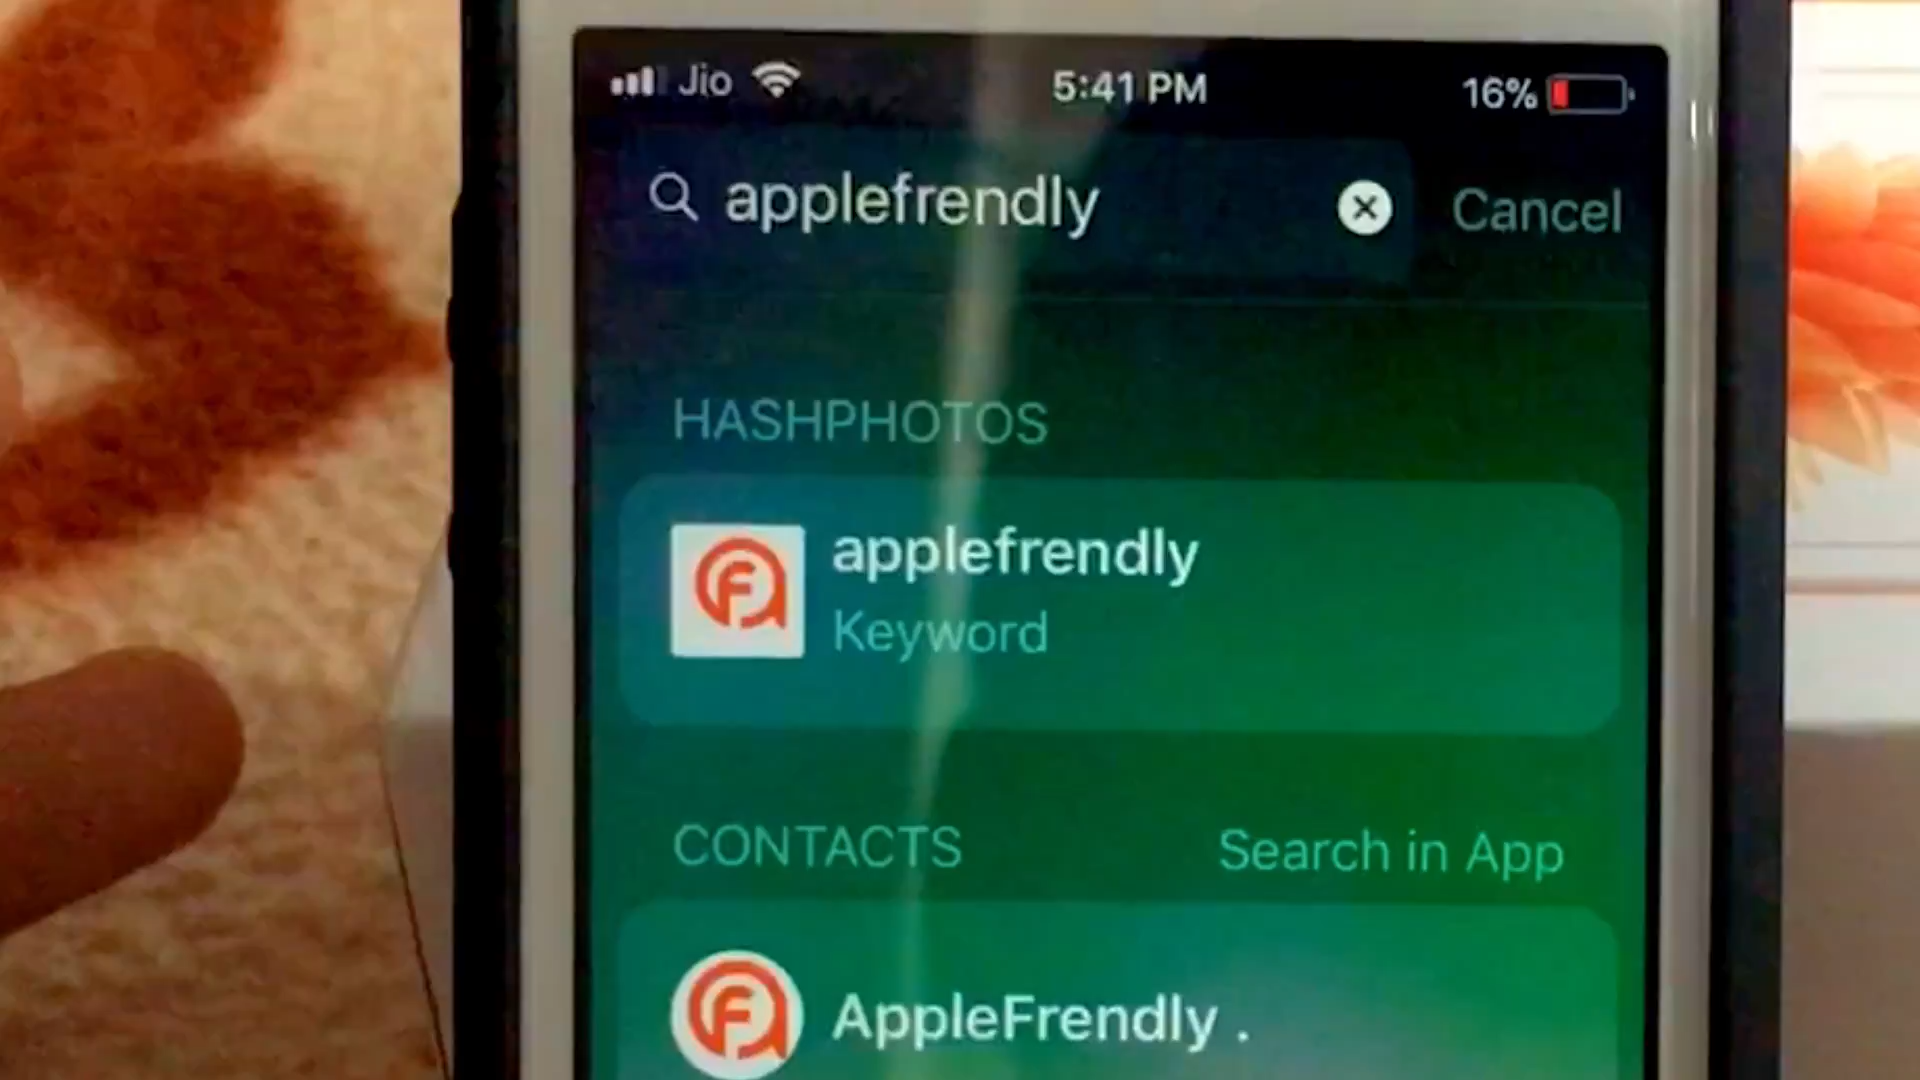 Jio 5:41 PM 16%
applefrendly Cancel
HASHPHOTOS
applefrendly
Keyword
CONTACTS Search in App
AppleFrendly .